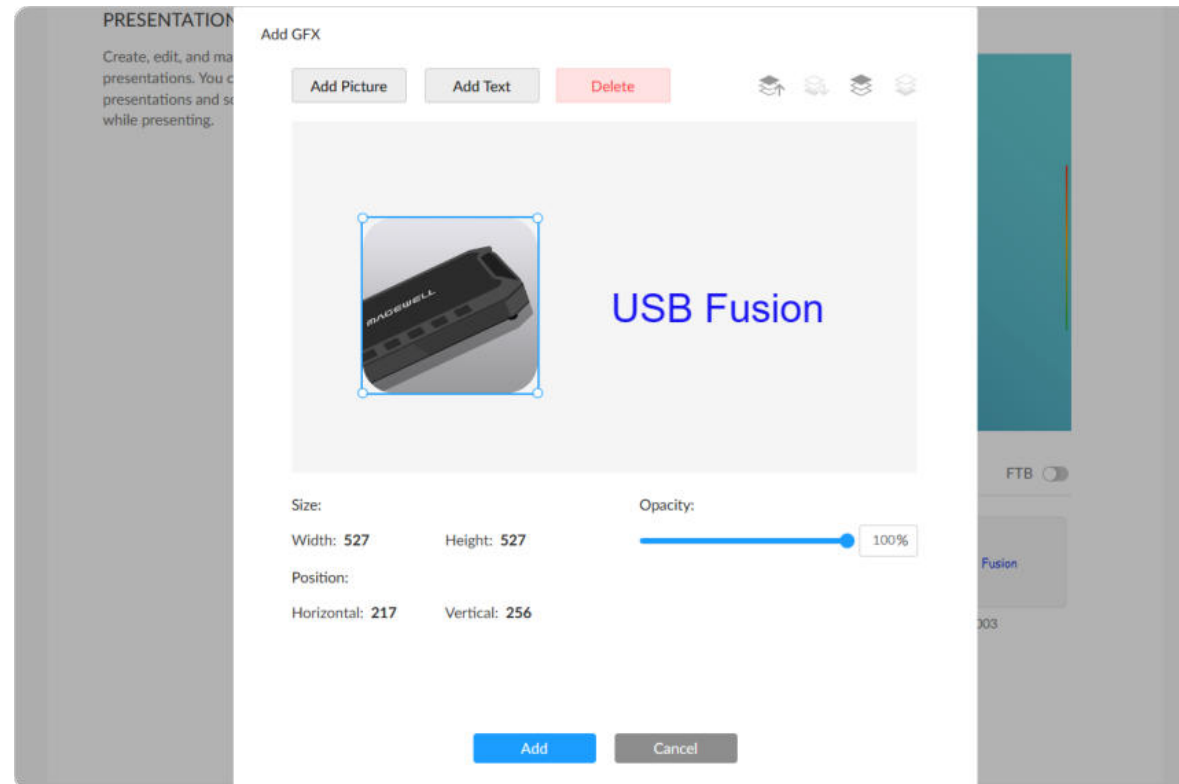 PRESENTATION
Create, edit, and ma
presentations. You c
presentations and sc
while presenting.
Add GFX
Add Picture
Add Text
Delete
MAGEWELL
USB Fusion
Size:
Opacity:
Width: 527
Height: 527
100%
Position:
Horizontal: 217
Vertical: 256
FTB
Fusion
003
Add
Cancel